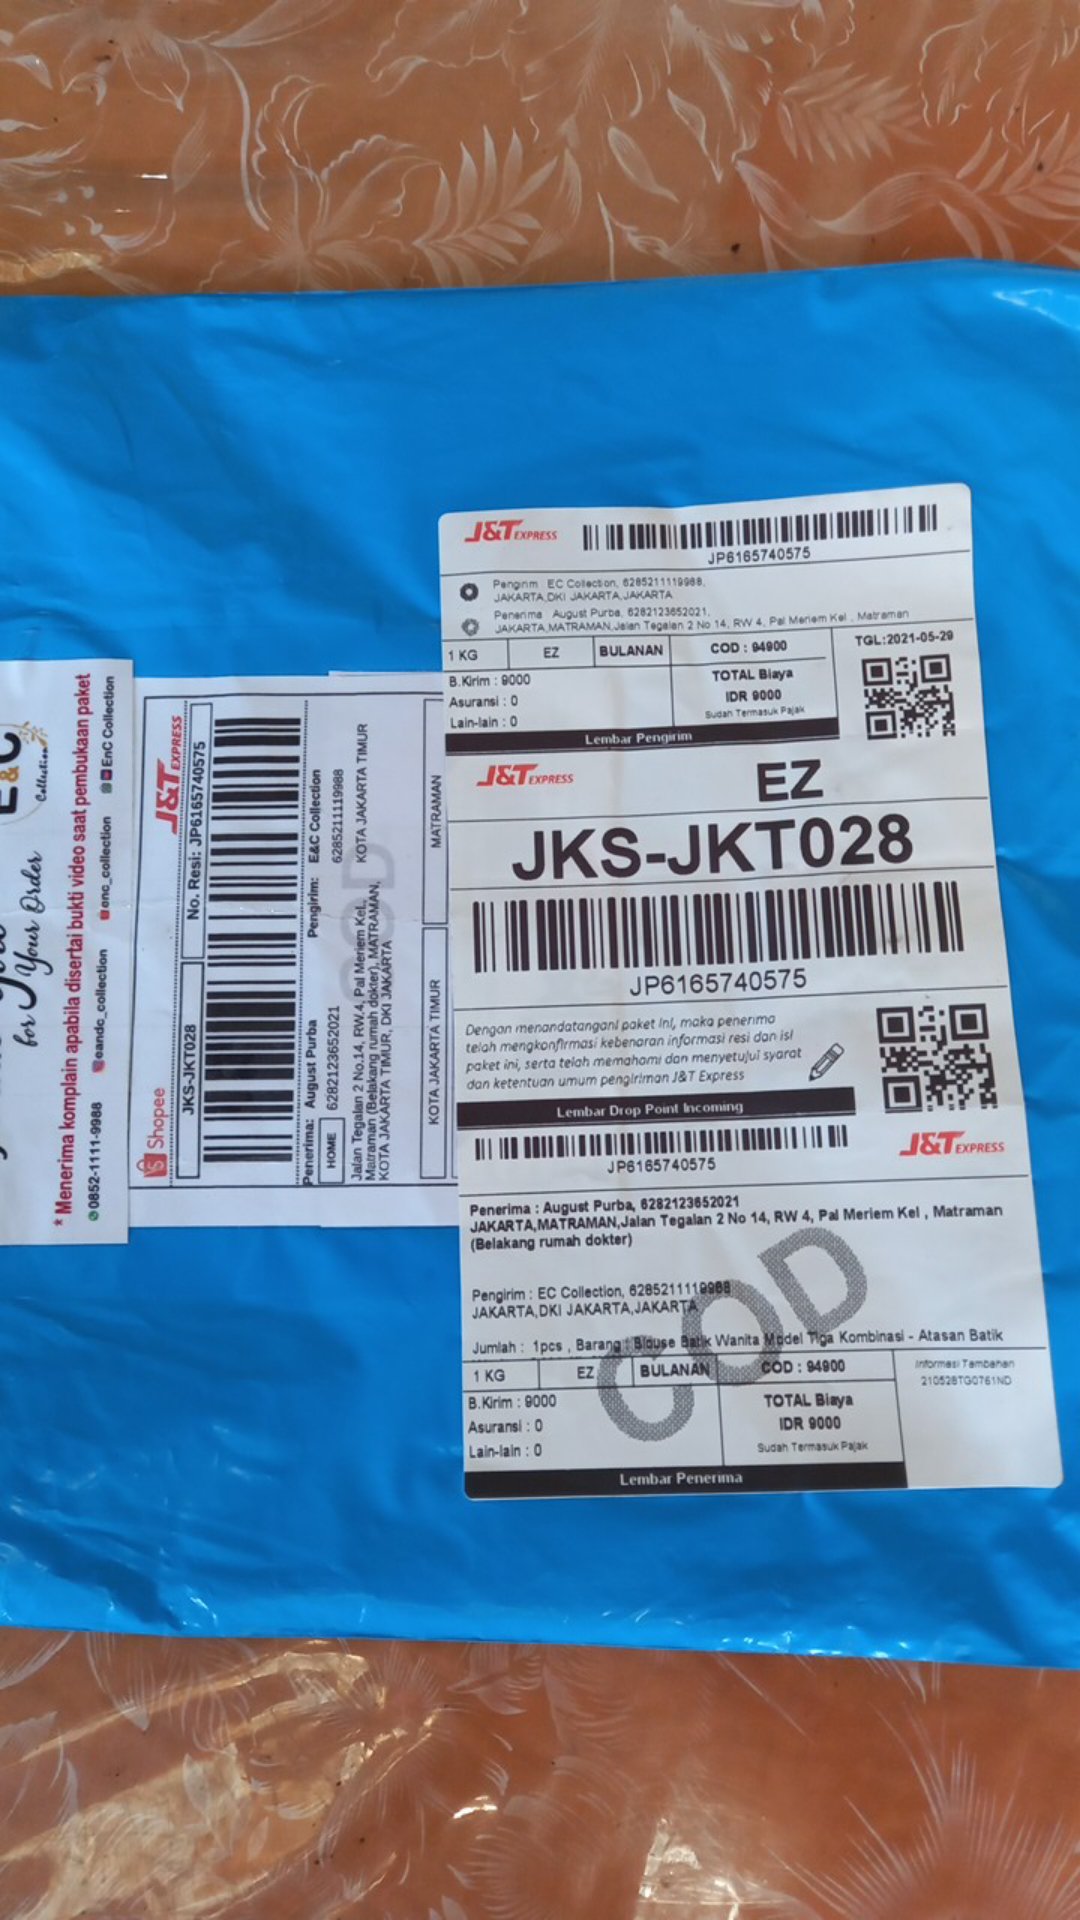 J&T EXPRESS
JP6165740575
Pengirim : EC Collection, 6285211119988,
JAKARTA,DKI JAKARTA,JAKARTA
Penerima : August Purba, 6282123652021,
JAKARTA,MATRAMAN,Jalan Tegalan 2 No 14, RW 4, Pal Meriem Kel , Matraman
1 KG EZ BULANAN COD : 94900 TGL:2021-05-29
B.Kirim : 9000
Asuransi : 0
Lain-lain : 0
TOTAL Biaya
IDR 9000
Sudah Termasuk Pajak
Lembar Pengirim
J&T EXPRESS
EZ
JKS-JKT028
JP6165740575
Dengan menandatangani paket ini, maka penerima
telah mengkonfirmasi kebenaran informasi resi dan isi
paket ini, serta telah memahami dan menyetujui syarat
dan ketentuan umum pengiriman J&T Express
Lembar Drop Point Incoming
JP6165740575
J&T EXPRESS
Penerima : August Purba, 6282123652021
JAKARTA,MATRAMAN,Jalan Tegalan 2 No 14, RW 4, Pal Meriem Kel , Matraman
(Belakang rumah dokter)
Pengirim : EC Collection, 6285211119988
JAKARTA,DKI JAKARTA,JAKARTA
COD
Jumlah : 1pcs , Barang : Blouse Batik Wanita Model Tiga Kombinasi - Atasan Batik
1 KG EZ BULANAN COD : 94900
Informasi Tambahan
210528TG0761ND
B.Kirim : 9000
Asuransi : 0
Lain-lain : 0
TOTAL Biaya
IDR 9000
Sudah Termasuk Pajak
Lembar Penerima
E&C
Collection
for Your Order
* Menerima komplain apabila disertai bukti video saat pembukaan paket
0852-1111-9988 eandc_collection enc_collection EnC Collection
Shopee J&T EXPRESS
JKS-JKT028 No. Resi: JP6165740575
Penerima: August Purba Pengirim: E&C Collection
HOME 6282123652021 6285211119988
Jalan Tegalan 2 No.14, RW.4, Pal Meriem Kel., KOTA JAKARTA TIMUR
Matraman (Belakang rumah dokter), MATRAMAN,
KOTA JAKARTA TIMUR, DKI JAKARTA
COD
KOTA JAKARTA TIMUR MATRAMAN